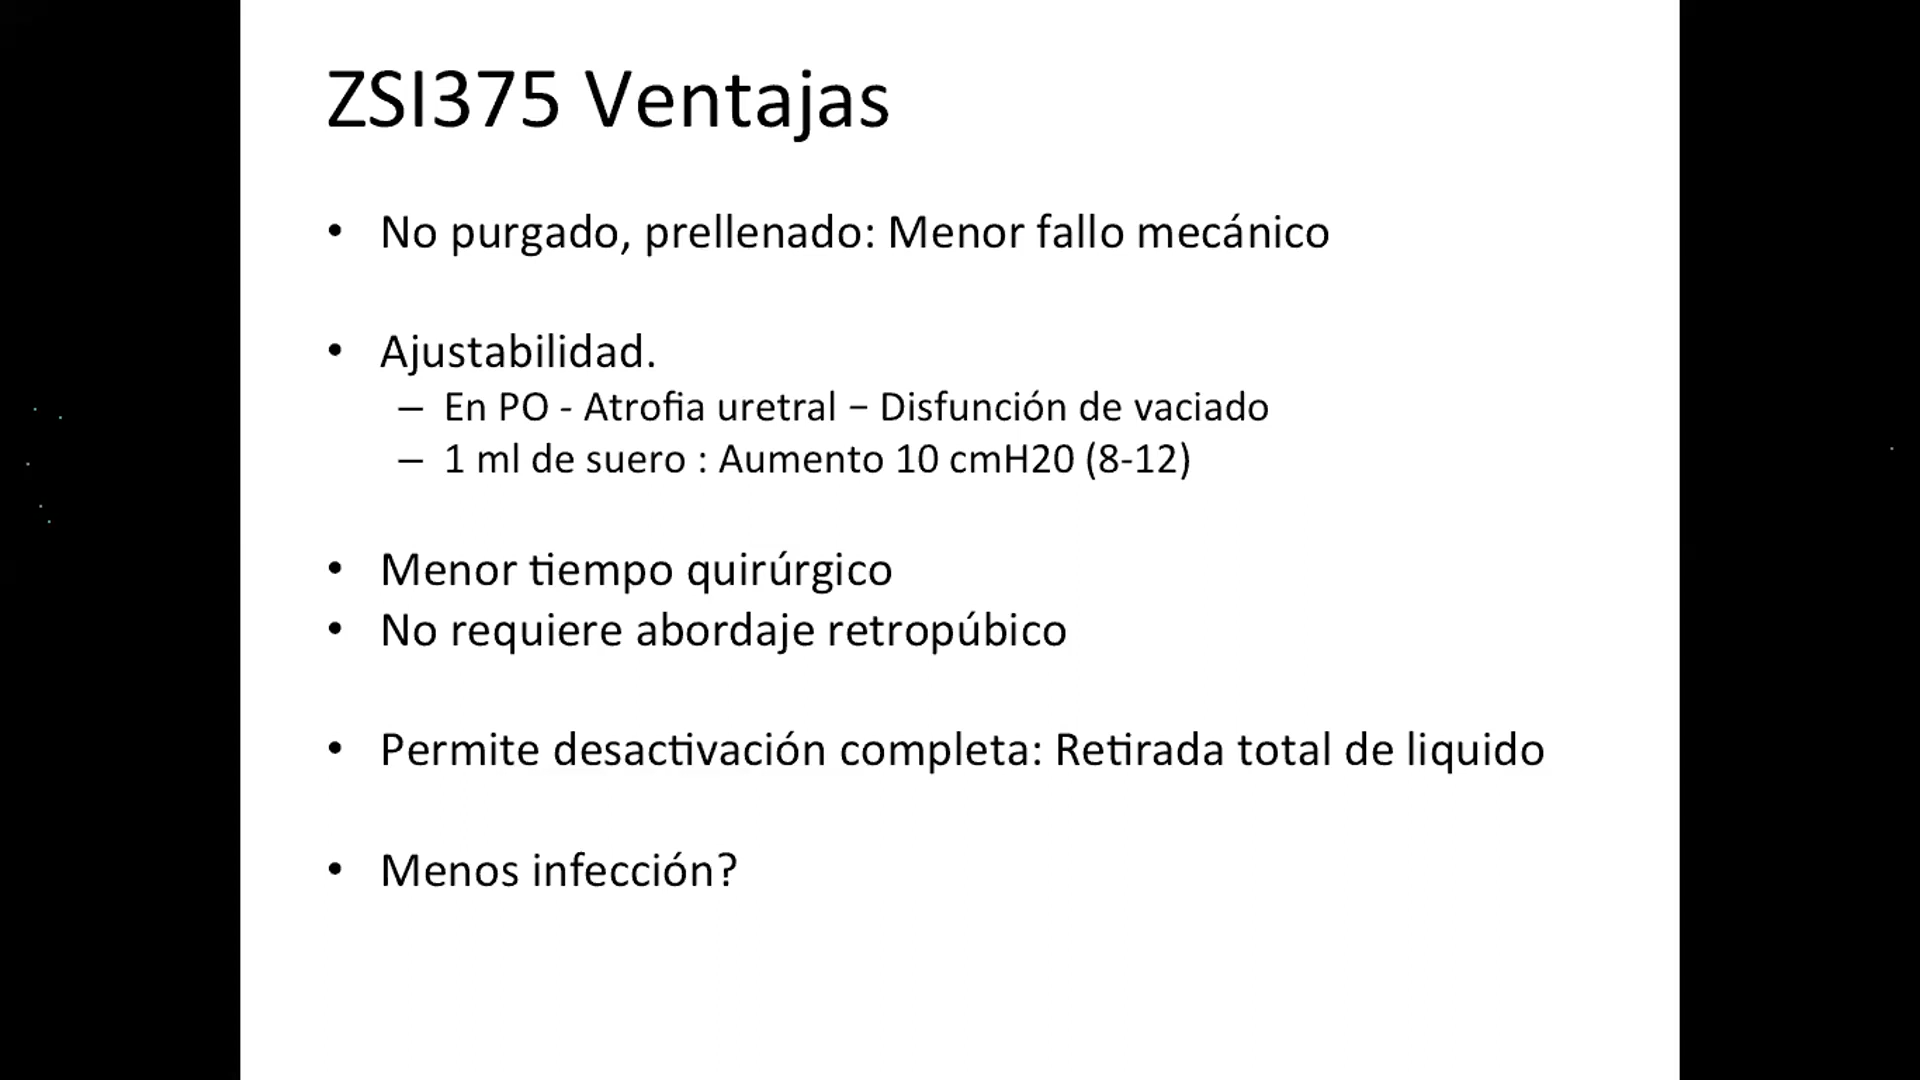 ZSI375 Ventajas
• No purgado, prellenado: Menor fallo mecánico
• Ajustabilidad.
– En PO - Atrofia uretral – Disfunción de vaciado
– 1 ml de suero : Aumento 10 cmH20 (8-12)
• Menor tiempo quirúrgico
• No requiere abordaje retropúbico
• Permite desactivación completa: Retirada total de liquido
• Menos infección?